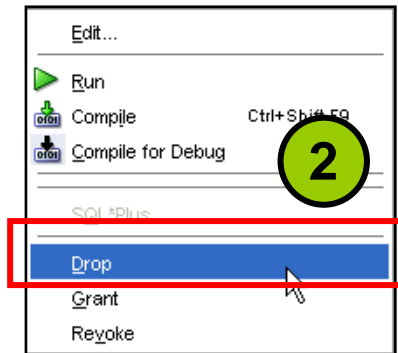 Edit...
Run
Compile Ctrl+Shift-F9
Compile for Debug
2
SQL*Plus
Drop
Grant
Revoke